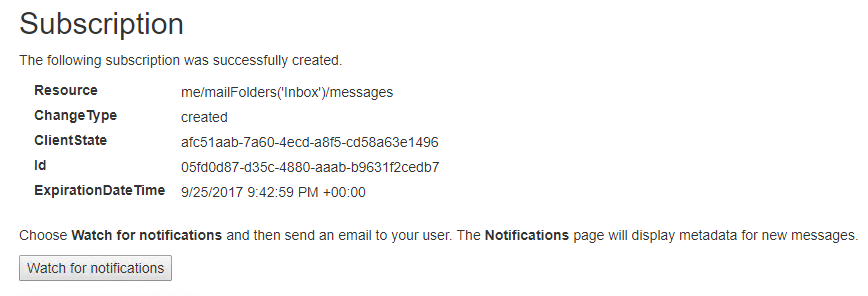 Subscription
The following subscription was successfully created.
Resource me/mailFolders('Inbox')/messages
ChangeType created
ClientState afc51aab-7a60-4ecd-a8f5-cd58a63e1496
Id 05fd0d87-d35c-4880-aaab-b9631f2cedb7
ExpirationDateTime 9/25/2017 9:42:59 PM +00:00
Choose Watch for notifications and then send an email to your user. The Notifications page will display metadata for new messages.
Watch for notifications